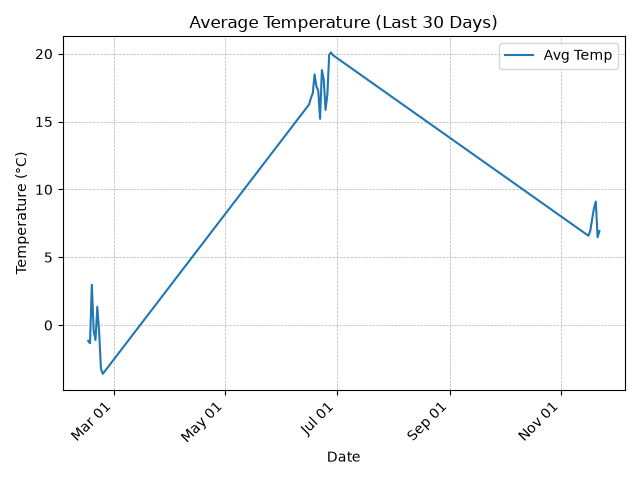 Average Temperature (Last 30 Days)
Avg Temp
Temperature (°C)
20
15
10
5
0
Mar 01
May 01
Jul 01
Sep 01
Nov 01
Date